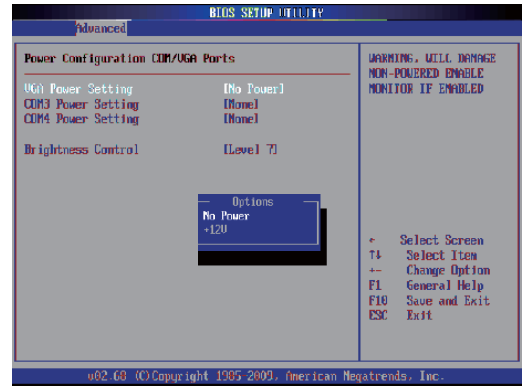 BIOS SETUP UTILITY
Advanced
Power Configuration COM/VGA Ports
VGA Power Setting [No Power]
COM3 Power Setting [None]
COM4 Power Setting [None]
Brightness Control [Level 7]
Options
No Power
+12V
WARNING, WILL DAMAGE
NON-POWERED ENABLE
MONITOR IF ENABLED
← Select Screen
↑↓ Select Item
+- Change Option
F1 General Help
F10 Save and Exit
ESC Exit
v02.68 (C)Copyright 1985-2009, American Megatrends, Inc.